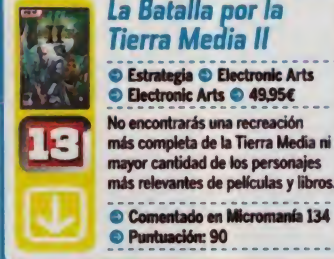 La Batalla por la
Tierra Media II
Estrategia Electronic Arts
Electronic Arts 49,95€
13
No encontrarás una recreación
más completa de la Tierra Media ni
mayor cantidad de los personajes
más relevantes de películas y libros.
Comentado en Micromanía 134
Puntuación: 90